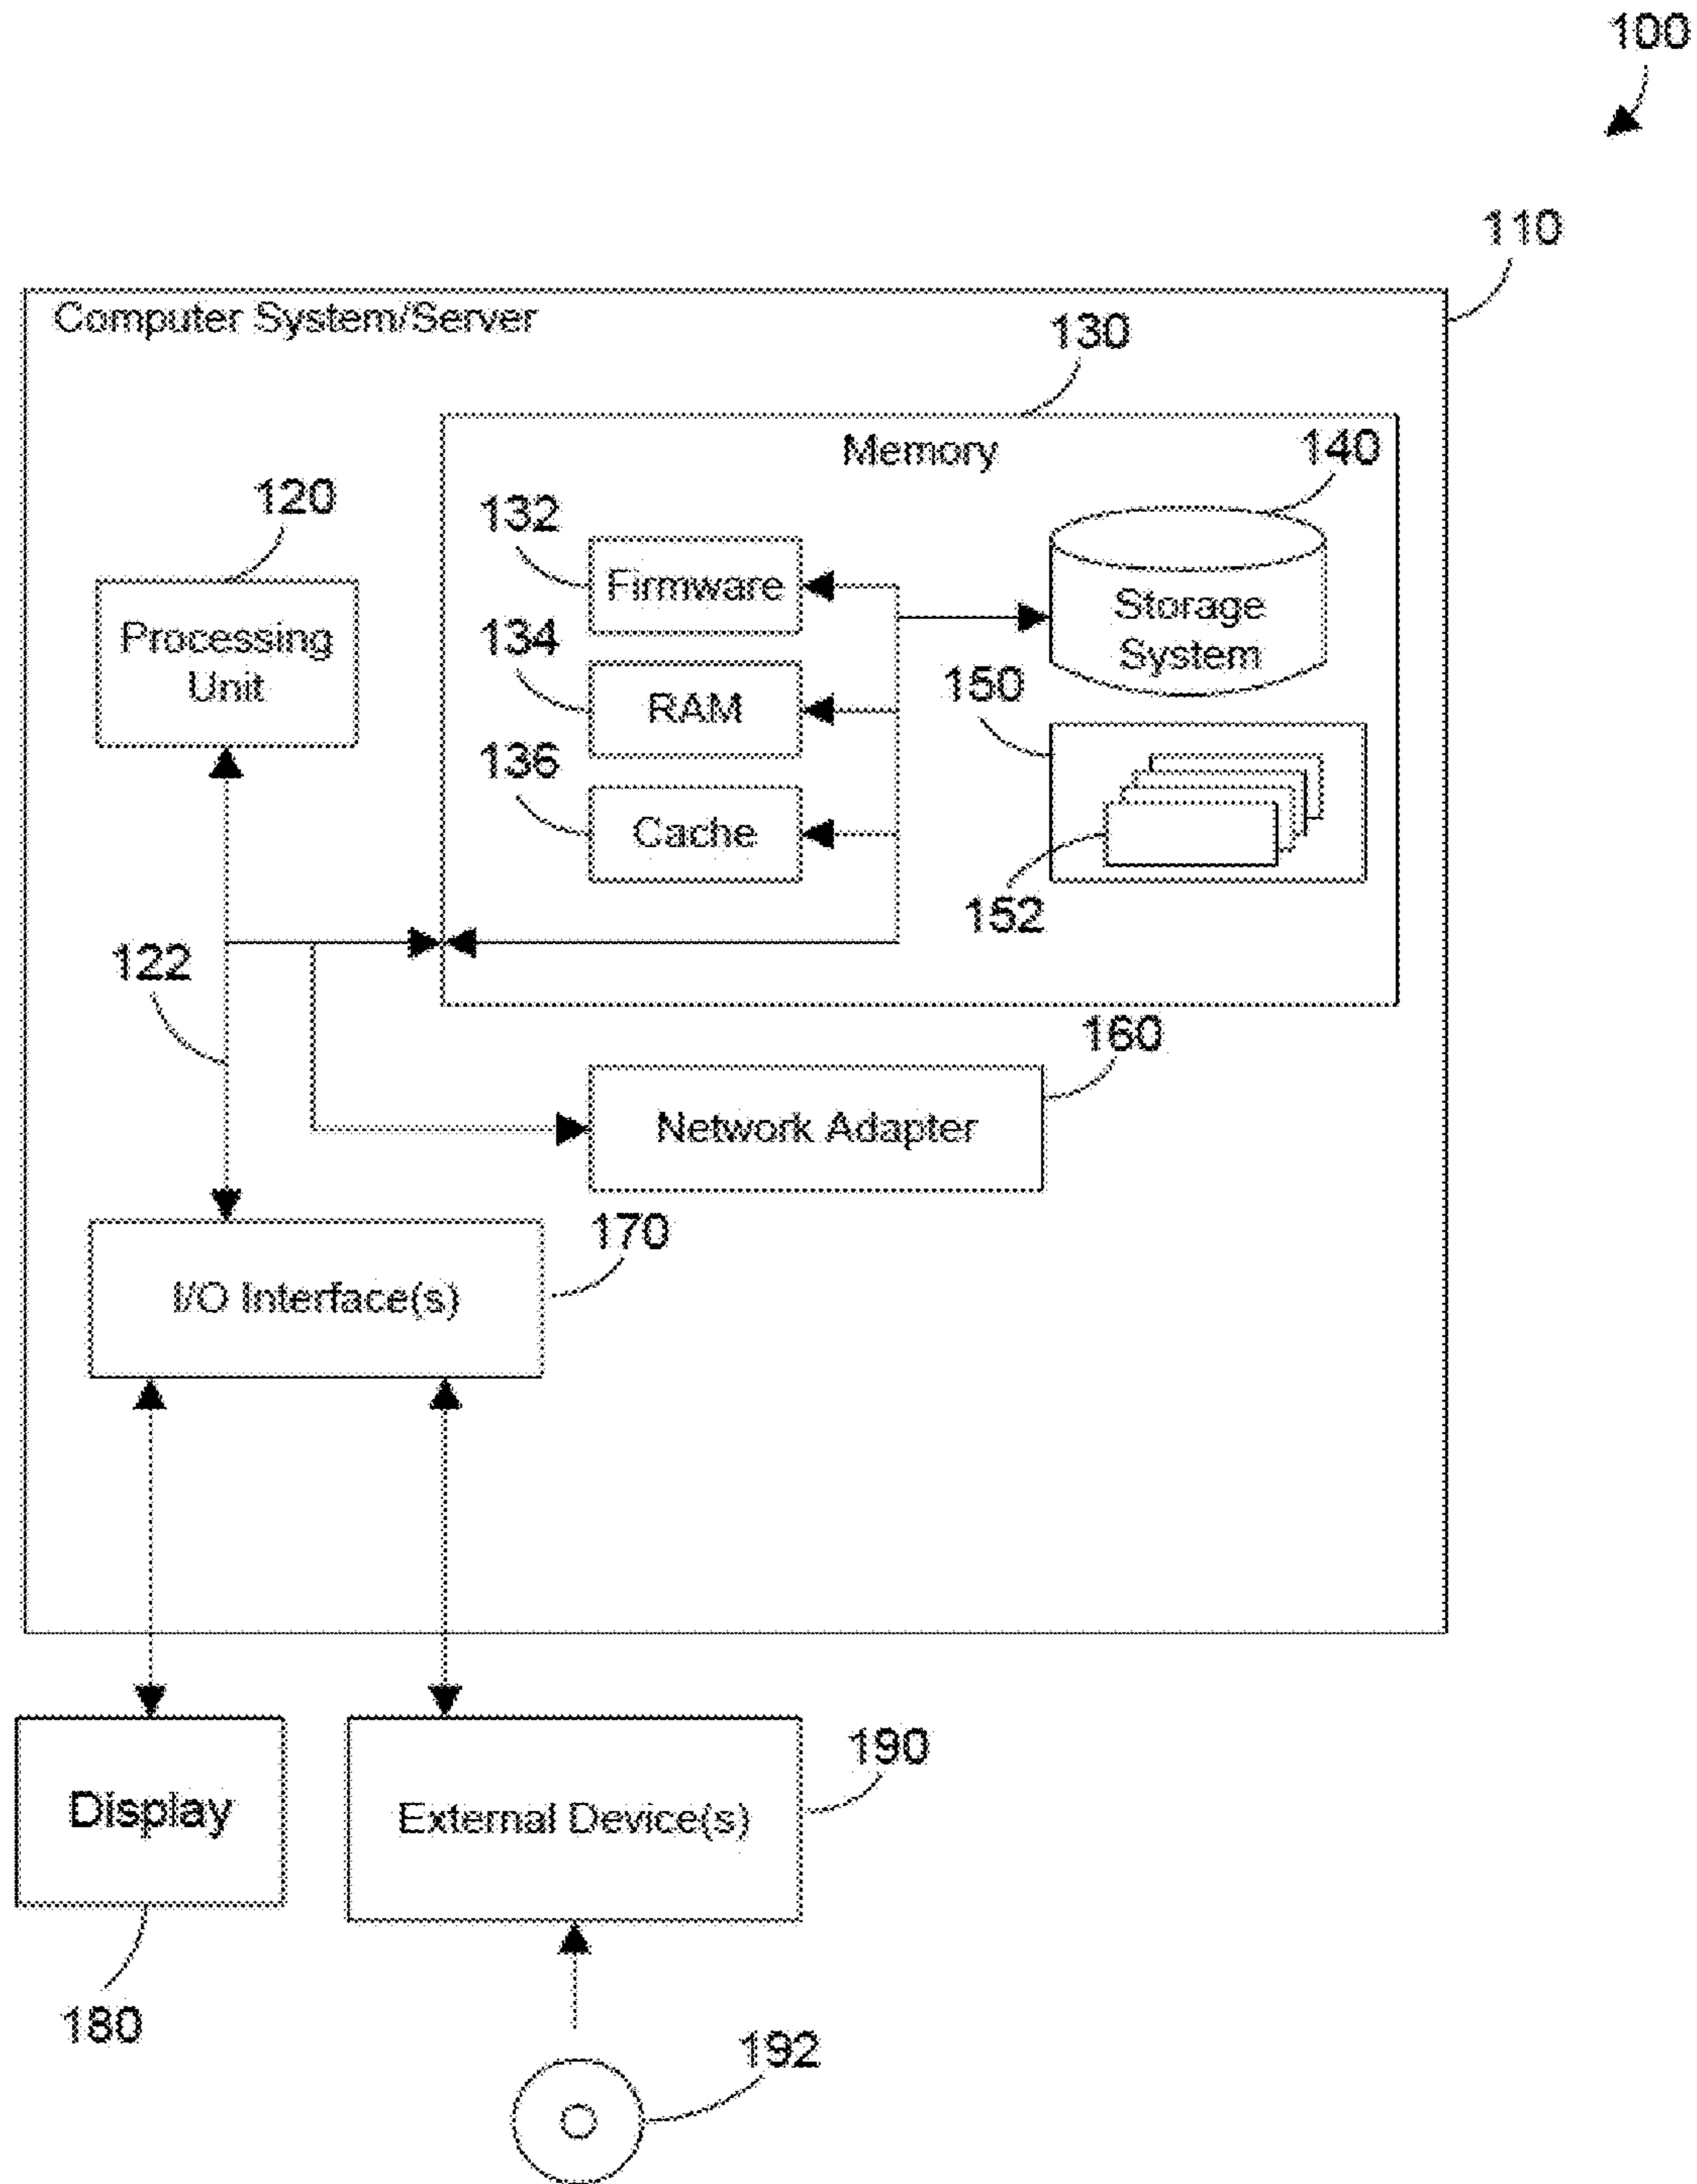 100
110
Computer System/Server
130
Memory
140
120
132
Firmware
Processing
Unit
134
RAM
Storage
System
150
136
Cache
152
122
160
Network Adapter
170
I/O Interface(s)
190
Display
External Device(s)
180
192